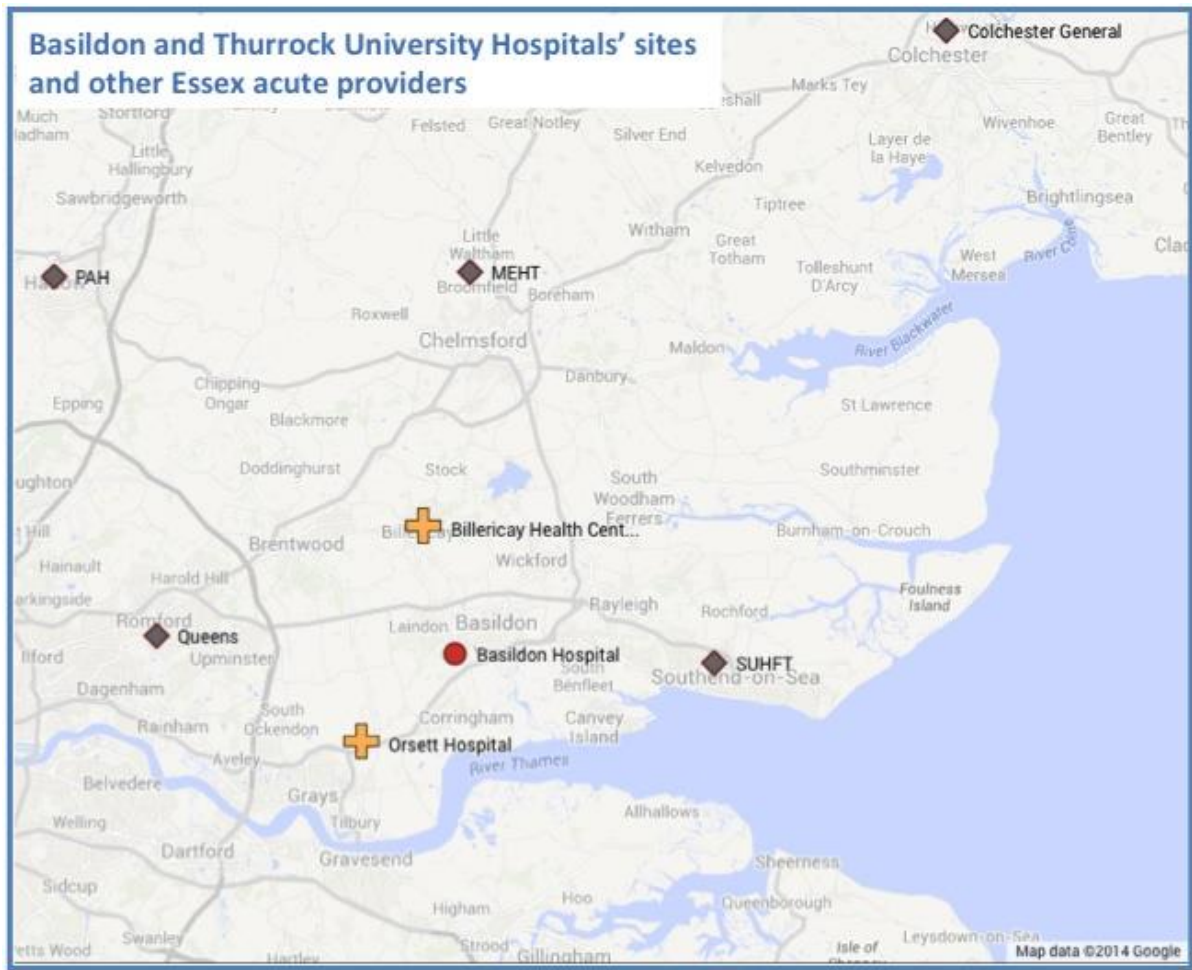 Basildon and Thurrock University Hospitals' sites
and other Essex acute providers
Colchester General
Colchester
Marks Tey
Much
Stortford
Felsted
Great Notley
Silver End
Wivenhoe
Great
Bentley
Little
Hallingbury
Layer de
la Haye
Kelvedon
Sawbridgeworth
Tiptree
Brightlingsea
Witham
Little
Waltham
Great
Totham
River Colne
West
Mersea
Tolleshunt
D'Arcy
PAH
MEHT
Broomfield
Boreham
Roxwell
River Blackwater
Chelmsford
Maldon
Danbury
Chipping
Ongar
Epping
Blackmore
St Lawrence
Doddinghurst
Stock
South
Woodham
Ferrers
Southminster
Billericay Health Cent...
Burnham-on-Crouch
Brentwood
Wickford
Hainault
Harold Hill
Foulness
Island
Rayleigh
Rochford
Romford
Laindon
Basildon
Queens
Ilford
Upminster
Basildon Hospital
SUHFT
South
Benfleet
Southend-on-Sea
Dagenham
Rainham
South
Ockendon
Corringham
Canvey
Island
Orsett Hospital
Aveley
River Thames
Belvedere
Grays
Tilbury
Allhallows
Welling
Dartford
Gravesend
Sheerness
Sidcup
Hoo
Queenborough
Higham
Swanley
Strood
Leysdown-on-Sea
Isle of
Hartley
Gillingham
Map data ©2014 Google